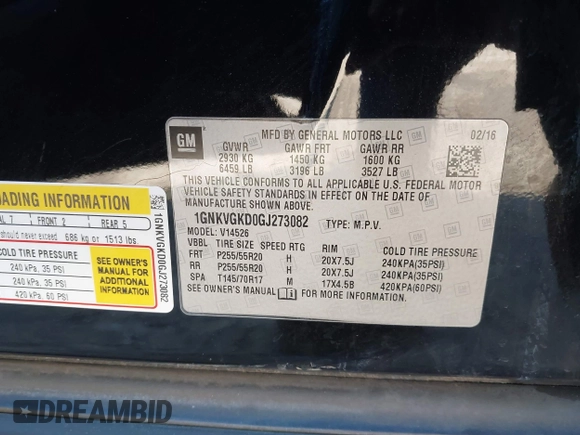 GM
MFD BY GENERAL MOTORS LLC 02/16
GVWR GAWR FRT GAWR RR
2930 KG 1450 KG 1600 KG
6459 LB 3196 LB 3527 LB
THIS VEHICLE CONFORMS TO ALL APPLICABLE U.S. FEDERAL MOTOR
VEHICLE SAFETY STANDARDS IN EFFECT ON THE DATE OF
MANUFACTURE SHOWN ABOVE.
1GNKVGKD0GJ273082 TYPE: M.P.V.
MODEL: V14526
VBBL TIRE SIZE SPEED RTG RIM COLD TIRE PRESSURE
FRT P255/55R20 H 20X7.5J 240KPA(35PSI)
RR P255/55R20 H 20X7.5J 240KPA(35PSI)
SPA T145/70R17 M 17X4.5B 420KPA(60PSI)
SEE OWNER'S MANUAL FOR MORE INFORMATION.
LOADING INFORMATION
7 FRONT 2 REAR 5
should never exceed 686 kg or 1513 lbs
COLD TIRE PRESSURE
240 kPa, 35 PSI
240 kPa, 35 PSI
420 kPa, 60 PSI
SEE OWNER'S
MANUAL FOR
ADDITIONAL
INFORMATION
1GNKVGKD0GJ273082
DREAMBID